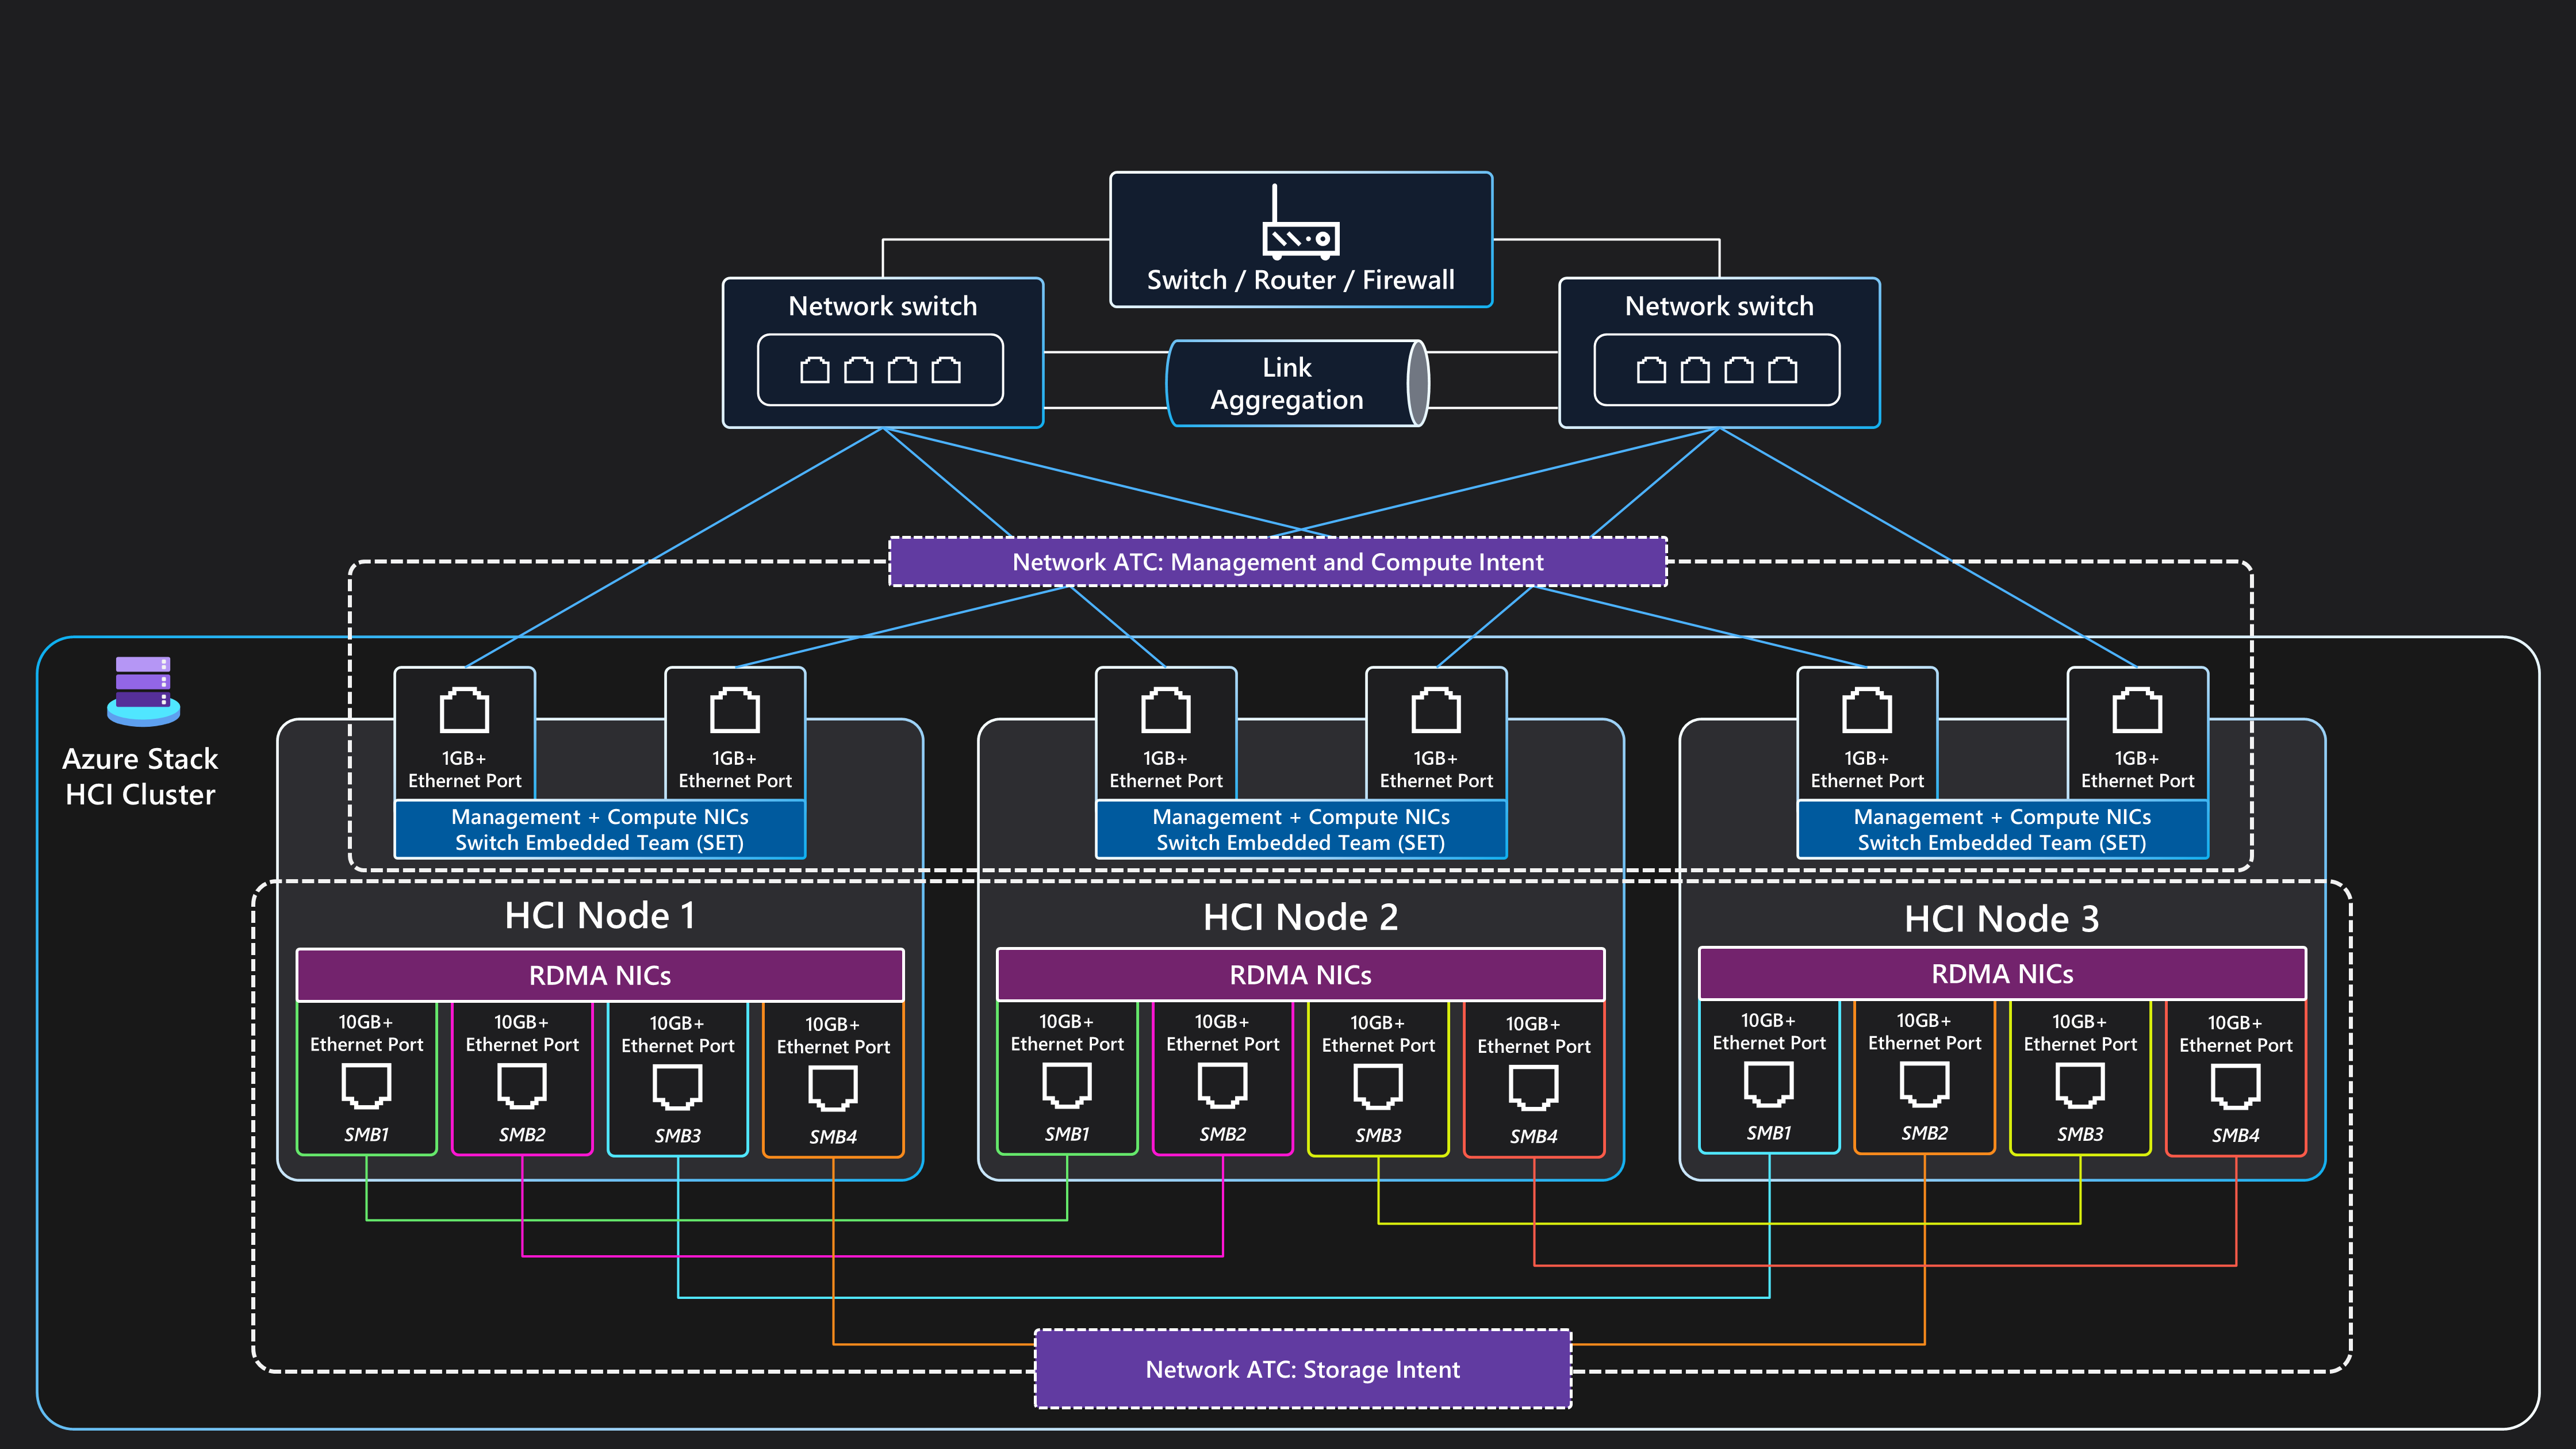 Switch / Router / Firewall
Network switch
Network switch
Link
Aggregation
Network ATC: Management and Compute Intent
Azure Stack
HCI Cluster
1GB+
Ethernet Port
1GB+
Ethernet Port
Management + Compute NICs
Switch Embedded Team (SET)
1GB+
Ethernet Port
1GB+
Ethernet Port
Management + Compute NICs
Switch Embedded Team (SET)
1GB+
Ethernet Port
1GB+
Ethernet Port
Management + Compute NICs
Switch Embedded Team (SET)
HCI Node 1
RDMA NICs
10GB+
Ethernet Port
SMB1
10GB+
Ethernet Port
SMB2
10GB+
Ethernet Port
SMB3
10GB+
Ethernet Port
SMB4
HCI Node 2
RDMA NICs
10GB+
Ethernet Port
SMB1
10GB+
Ethernet Port
SMB2
10GB+
Ethernet Port
SMB3
10GB+
Ethernet Port
SMB4
HCI Node 3
RDMA NICs
10GB+
Ethernet Port
SMB1
10GB+
Ethernet Port
SMB2
10GB+
Ethernet Port
SMB3
10GB+
Ethernet Port
SMB4
Network ATC: Storage Intent